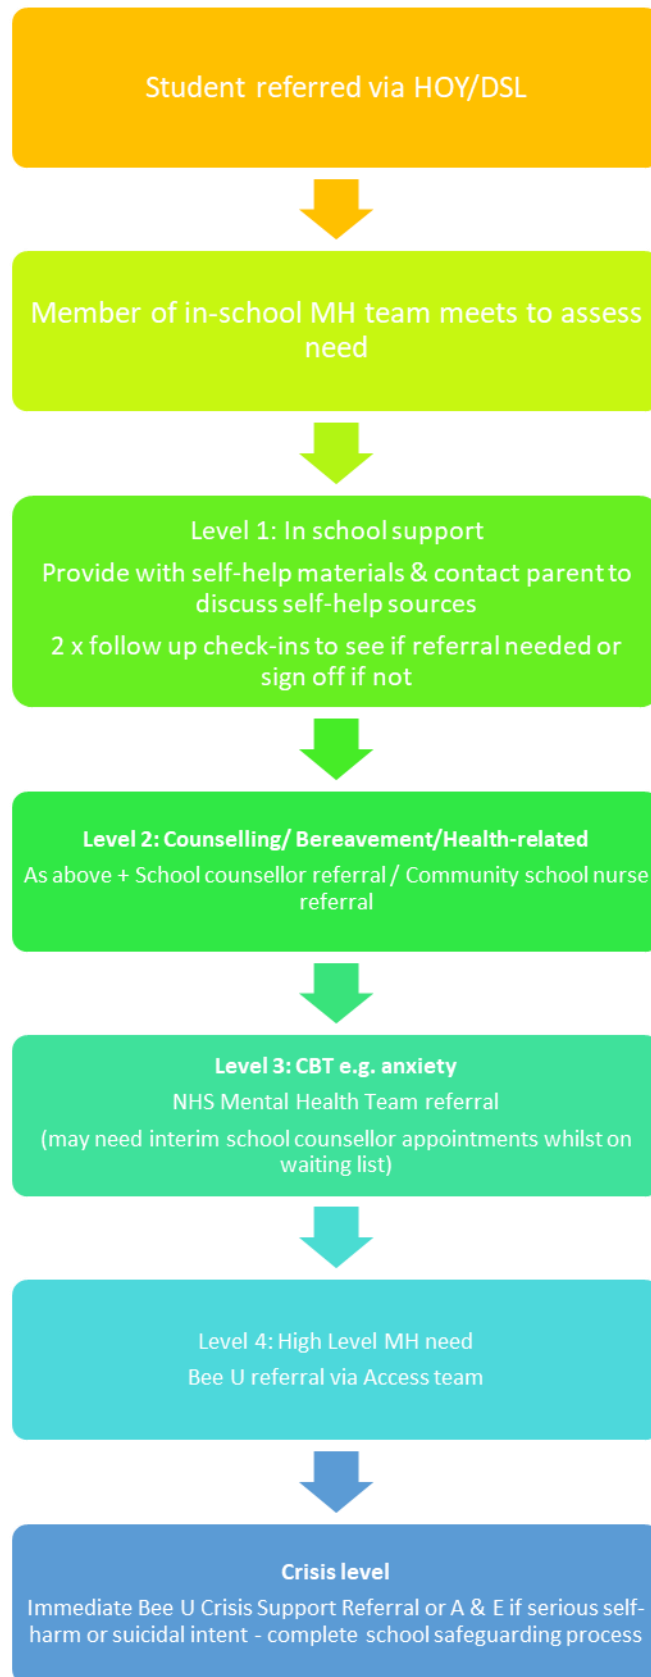 Student referred via HOY/DSL
Member of in-school MH team meets to assess
need
Level 1: In school support
Provide with self-help materials & contact parent to
discuss self-help sources
2 x follow up check-ins to see if referral needed or
sign off if not
Level 2: Counselling/ Bereavement/Health-related
As above + School counsellor referral / Community school nurse
referral
Level 3: CBT e.g. anxiety
NHS Mental Health Team referral
(may need interim school counsellor appointments whilst on
waiting list)
Level 4: High Level MH need
Bee U referral via Access team
Crisis level
Immediate Bee U Crisis Support Referral or A & E if serious self-
harm or suicidal intent - complete school safeguarding process